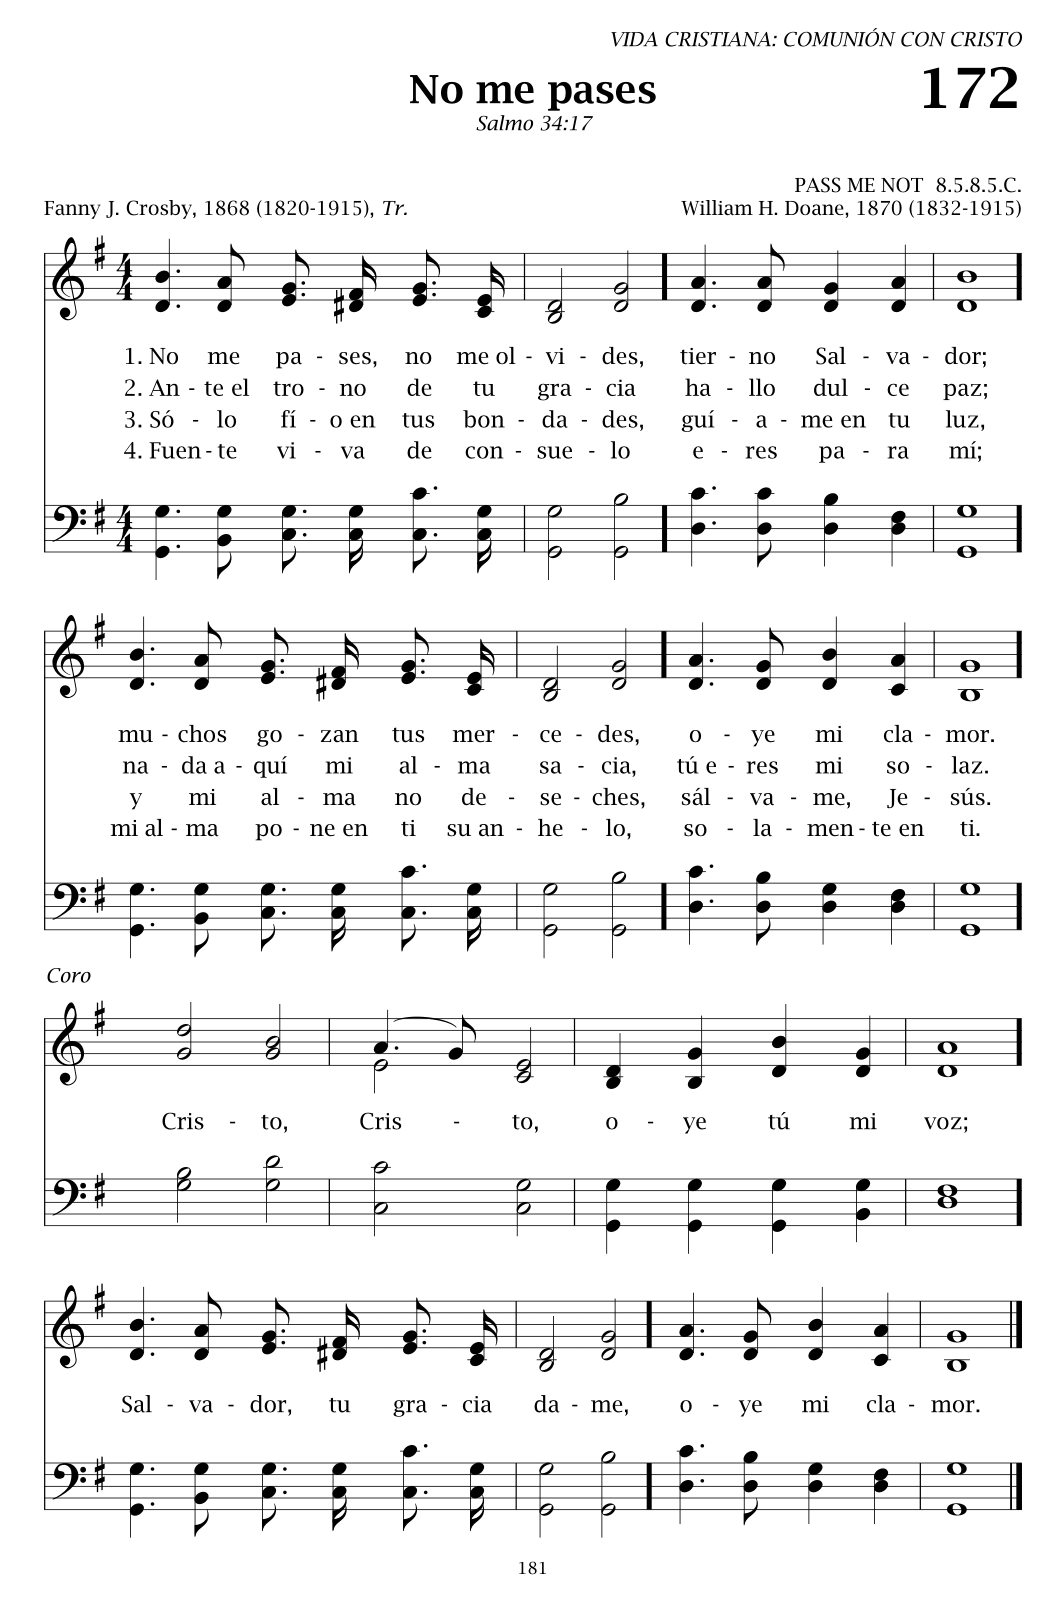 VIDA CRISTIANA: COMUNIÓN CON CRISTO
No me pases
172
Salmo 34:17
PASS ME NOT 8.5.8.5.C.
Fanny J. Crosby, 1868 (1820-1915), Tr.
William H. Doane, 1870 (1832-1915)
1. No me pa - ses, no me ol - vi - des, tier - no Sal - va - dor;
2. An - te el tro - no de tu gra - cia ha - llo dul - ce paz;
3. Só - lo fí - o en tus bon - da - des, guí - a - me en tu luz,
4. Fuen - te vi - va de con - sue - lo e - res pa - ra mí;
mu - chos go - zan tus mer - ce - des, o - ye mi cla - mor.
na - da a - quí mi al - ma sa - cia, tú e - res mi so - laz.
y mi al - ma no de - se - ches, sál - va - me, Je - sús.
mi al - ma po - ne en ti su an - he - lo, so - la - men - te en ti.
Coro
Cris - to, Cris - to, o - ye tú mi voz;
Sal - va - dor, tu gra - cia da - me, o - ye mi cla - mor.
181